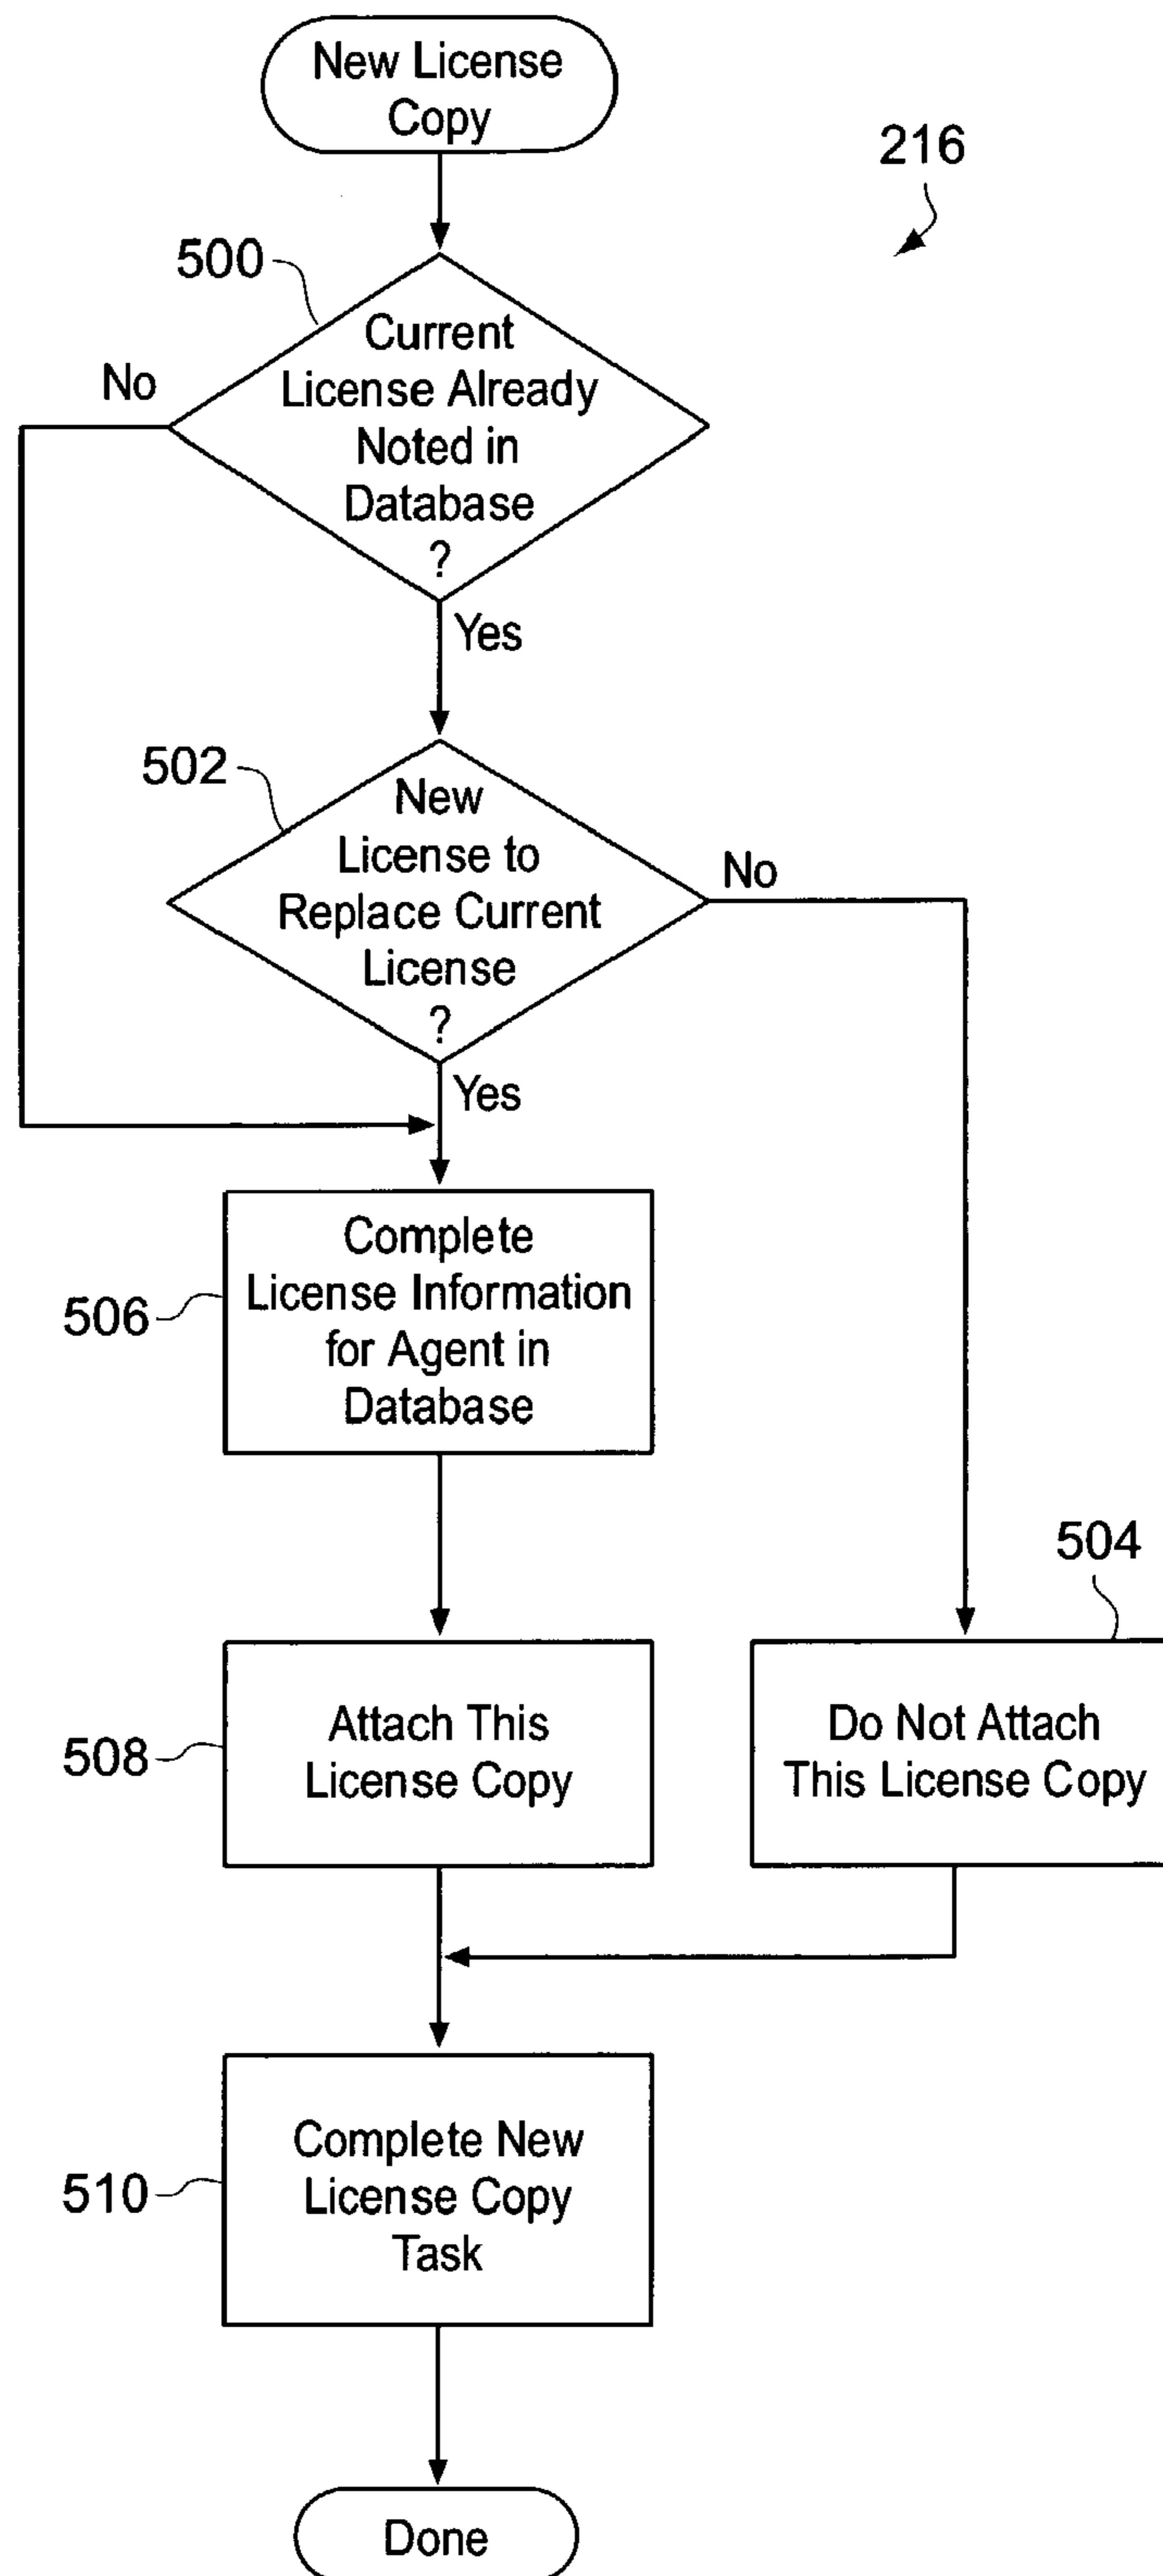 New License
Copy
216
500
Current
License Already
Noted in
Database
?
No
Yes
502
New
License to
Replace Current
License
?
No
Yes
506
Complete
License Information
for Agent in
Database
504
508
Attach This
License Copy
Do Not Attach
This License Copy
510
Complete New
License Copy
Task
Done